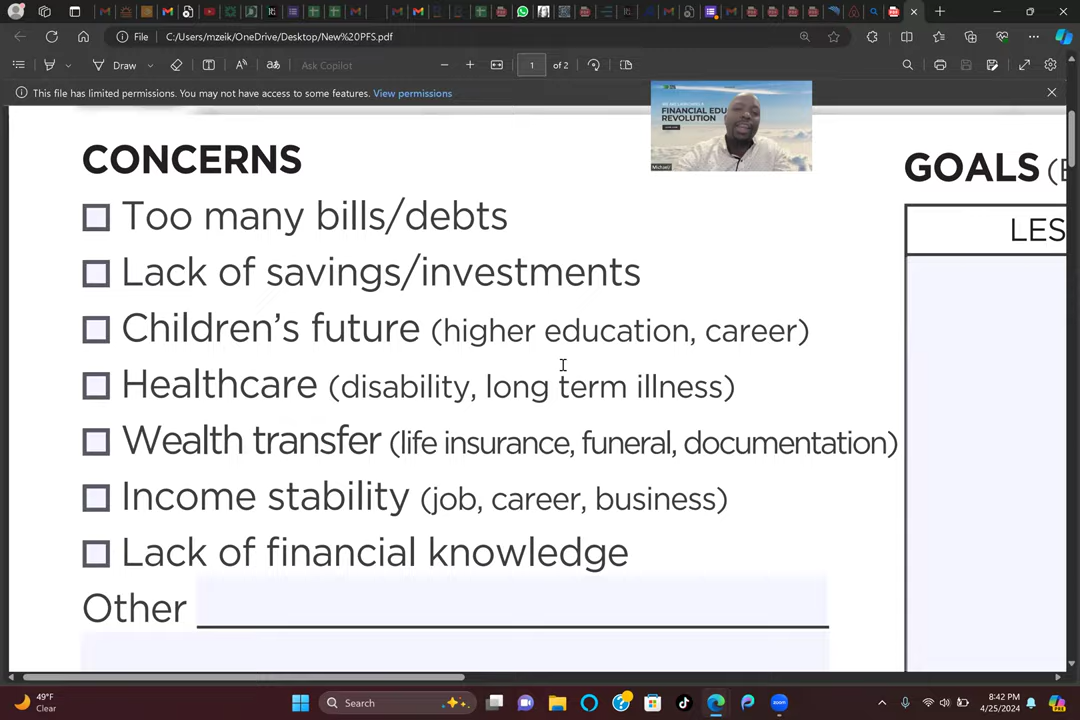 File C:/Users/mzeik/OneDrive/Desktop/New%20PFS.pdf
Draw Ask Copilot 1 of 2
This file has limited permissions. You may not have access to some features. View permissions
FINANCIAL EDU
REVOLUTION
CONCERNS
Too many bills/debts
Lack of savings/investments
Children's future (higher education, career)
Healthcare (disability, long term illness)
Wealth transfer (life insurance, funeral, documentation)
Income stability (job, career, business)
Lack of financial knowledge
Other
GOALS (E
LES
49°F
Clear
Search
8:42 PM
4/25/2024